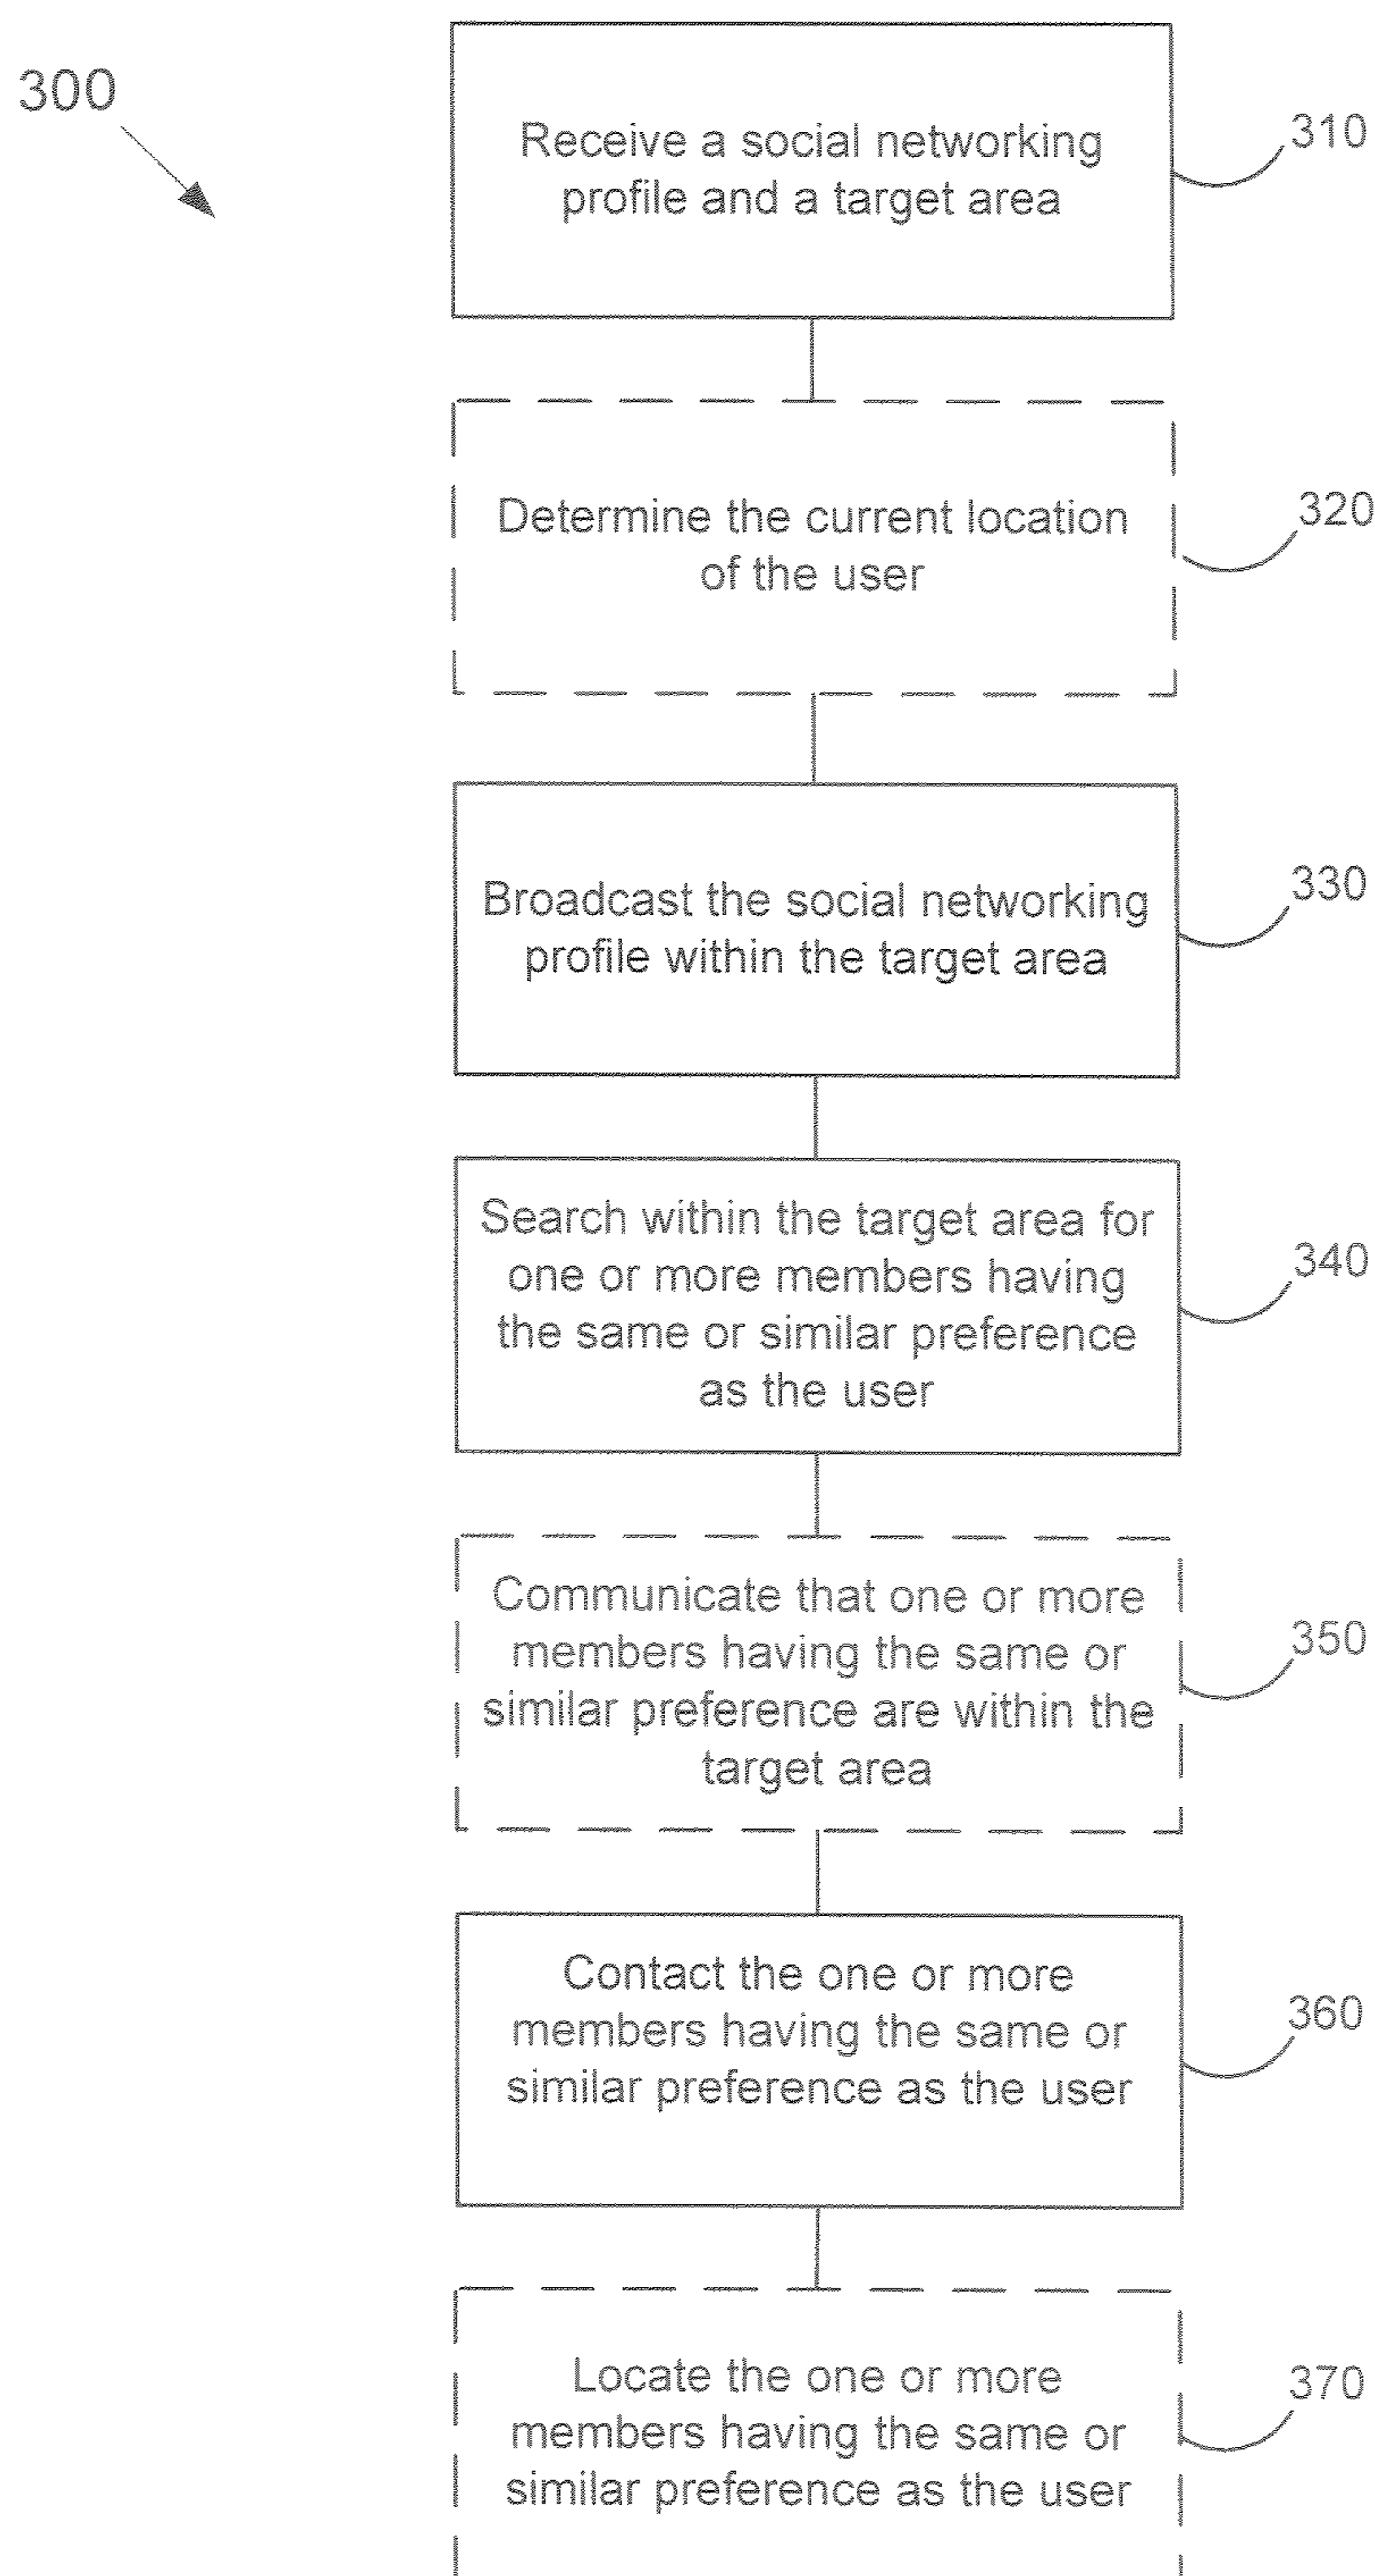 300
Receive a social networking
profile and a target area
310
Determine the current location
of the user
320
Broadcast the social networking
profile within the target area
330
Search within the target area for
one or more members having
the same or similar preference
as the user
340
Communicate that one or more
members having the same or
similar preference are within the
target area
350
Contact the one or more
members having the same or
similar preference as the user
360
Locate the one or more
members having the same or
similar preference as the user
370